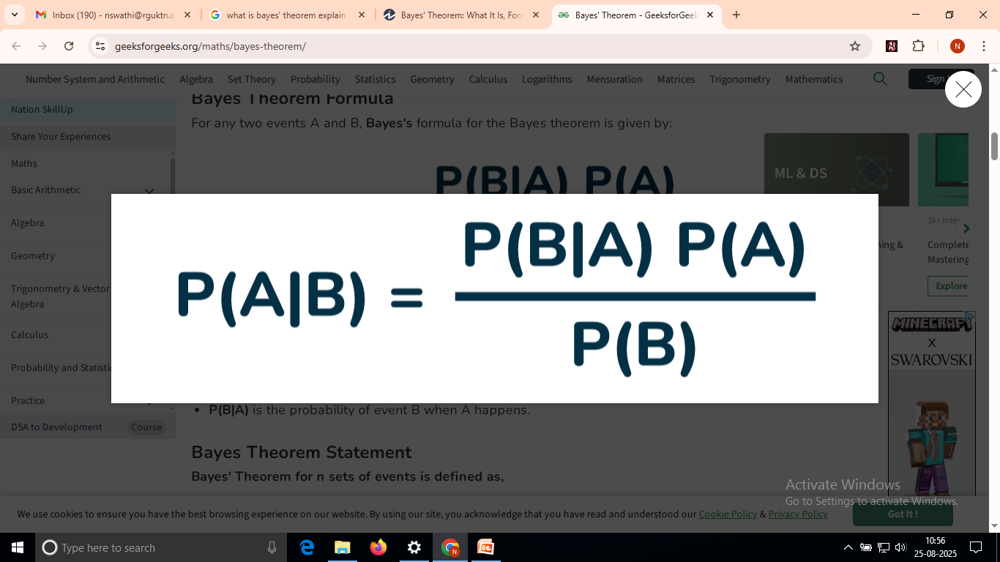 Inbox (190) - nswathi@rguktn.a
what is bayes' theorem explain
Bayes' Theorem: What It Is, For
Bayes' Theorem - GeeksforGeek
geeksforgeeks.org/maths/bayes-theorem/
N
Number System and Arithmetic Algebra Set Theory Probability Statistics Geometry Calculus Logarithms Mensuration Matrices Trigonometry Mathematics
Sign
Nation SkillUp
Share Your Experiences
Maths
Basic Arithmetic
Algebra
Geometry
Trigonometry & Vector
Algebra
Calculus
Probability and Statisti
Practice
DSA to Development Course
Bayes Theorem Formula
For any two events A and B, Bayes's formula for the Bayes theorem is given by:
P(B|A) P(A)
P(B|A) P(A)
P(A|B) =
P(B)
P(B|A) is the probability of event B when A happens.
Bayes Theorem Statement
Bayes' Theorem for n sets of events is defined as,
ML & DS
3k+ inter
ning &
Complete
Mastering
Explore
MINECRAFT
X
SWAROVSKI
Activate Windows
Go to Settings to activate Windows.
We use cookies to ensure you have the best browsing experience on our website. By using our site, you acknowledge that you have read and understood our Cookie Policy & Privacy Policy
Got It !
Type here to search
N
10:56
25-08-2025